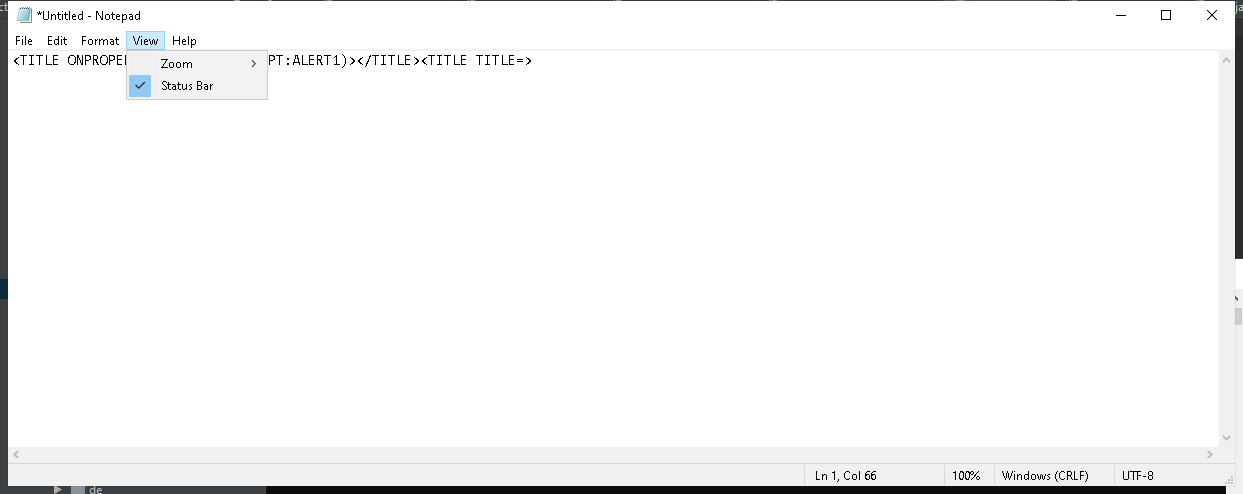 *Untitled - Notepad
File Edit Format View Help
<TITLE ONPROPE PT:ALERT1)></TITLE><TITLE TITLE=>
Zoom
Status Bar
Ln 1, Col 66 100% Windows (CRLF) UTF-8
de